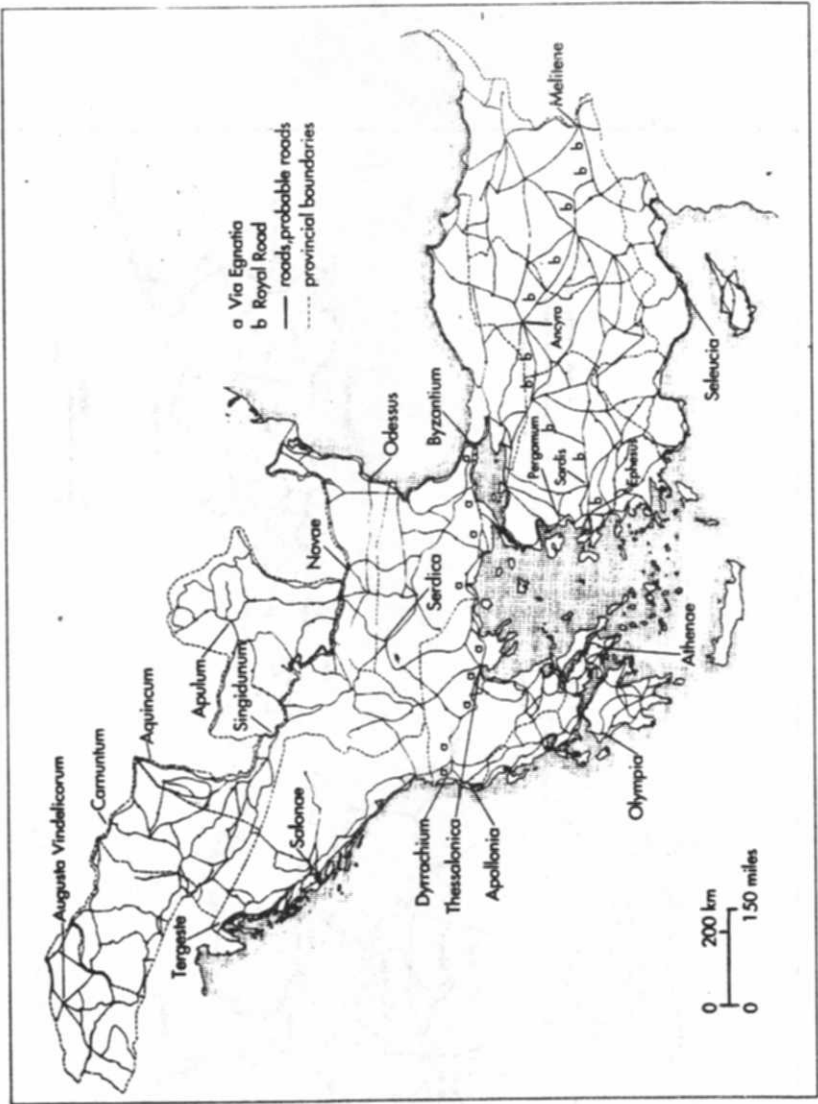 a Via Egnatia
b Royal Road
roads, probable roads
provincial boundaries
Augusta Vindelicorum
Carnuntum
Aquincum
Apulum
Singidunum
Novae
Odessus
Byzantium
Tergeste
Salonae
Serdica
Pergamum
Sardis
Ephesus
Ancyra
Melitene
Seleucia
Dyrrachium
Thessalonica
Apollonia
Olympia
Athenae
a
a
a
a
a
a
a
a
a
b
b
b
b
b
b
b
b
b
b
0 200 km
0 150 miles